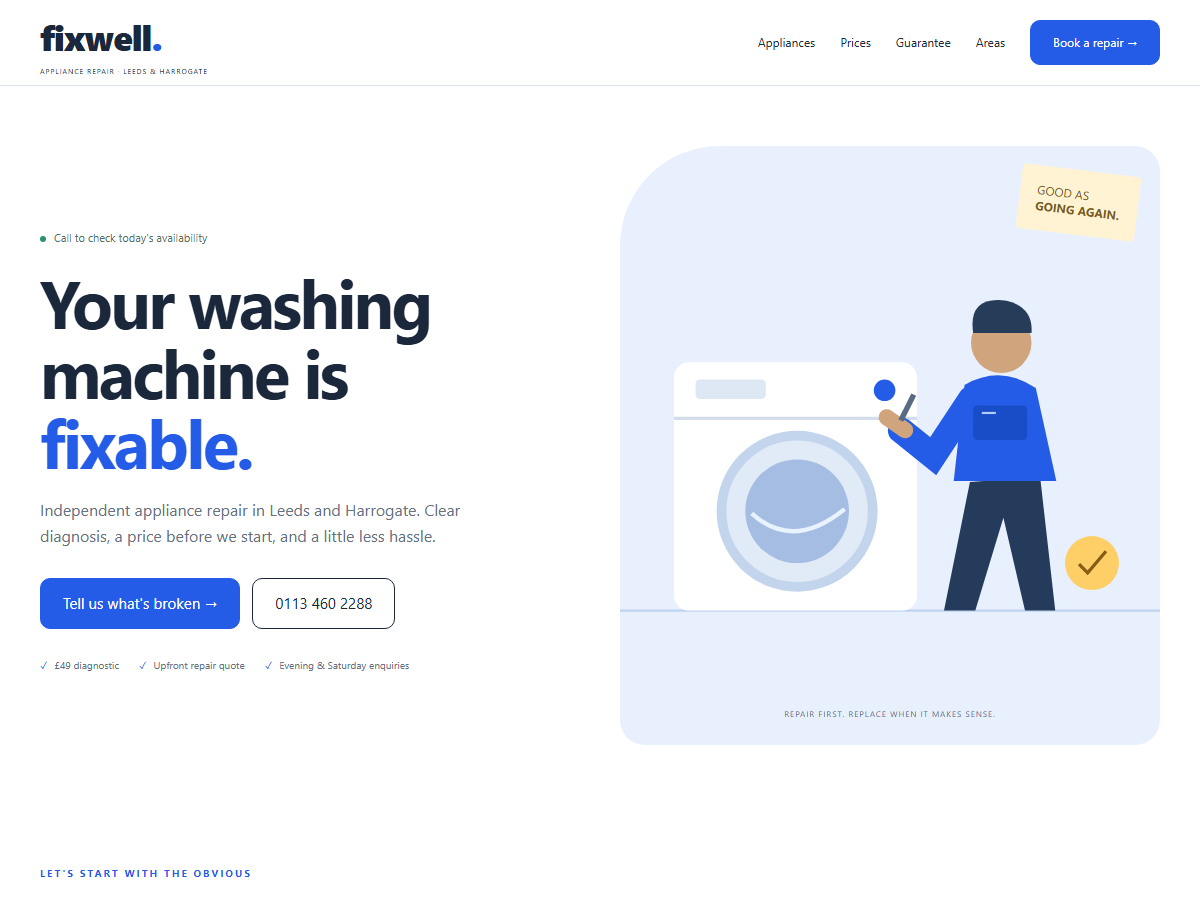 fixwell.
APPLIANCE REPAIR · LEEDS & HARROGATE
Appliances
Prices
Guarantee
Areas
Book a repair →
Call to check today's availability
Your washing
machine is
fixable.
Independent appliance repair in Leeds and Harrogate. Clear
diagnosis, a price before we start, and a little less hassle.
Tell us what's broken →
0113 460 2288
✓ £49 diagnostic
✓ Upfront repair quote
✓ Evening & Saturday enquiries
GOOD AS
GOING AGAIN.
REPAIR FIRST. REPLACE WHEN IT MAKES SENSE.
LET'S START WITH THE OBVIOUS